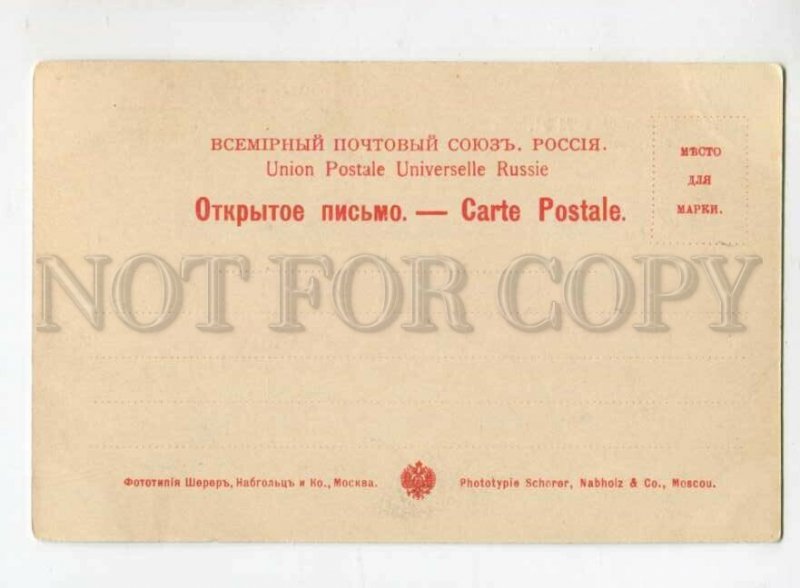 ВСЕМІРНЫЙ ПОЧТОВЫЙ СОЮЗЪ. РОССІЯ.
Union Postale Universelle Russie
Открытое письмо. — Carte Postale.
МѢСТО
ДЛЯ
МАРКИ.
NOT FOR COPY
Фототипія Шереръ, Набгольцъ и Ко., Москва.
Phototypie Scherer, Nabholz & Co., Moscou.